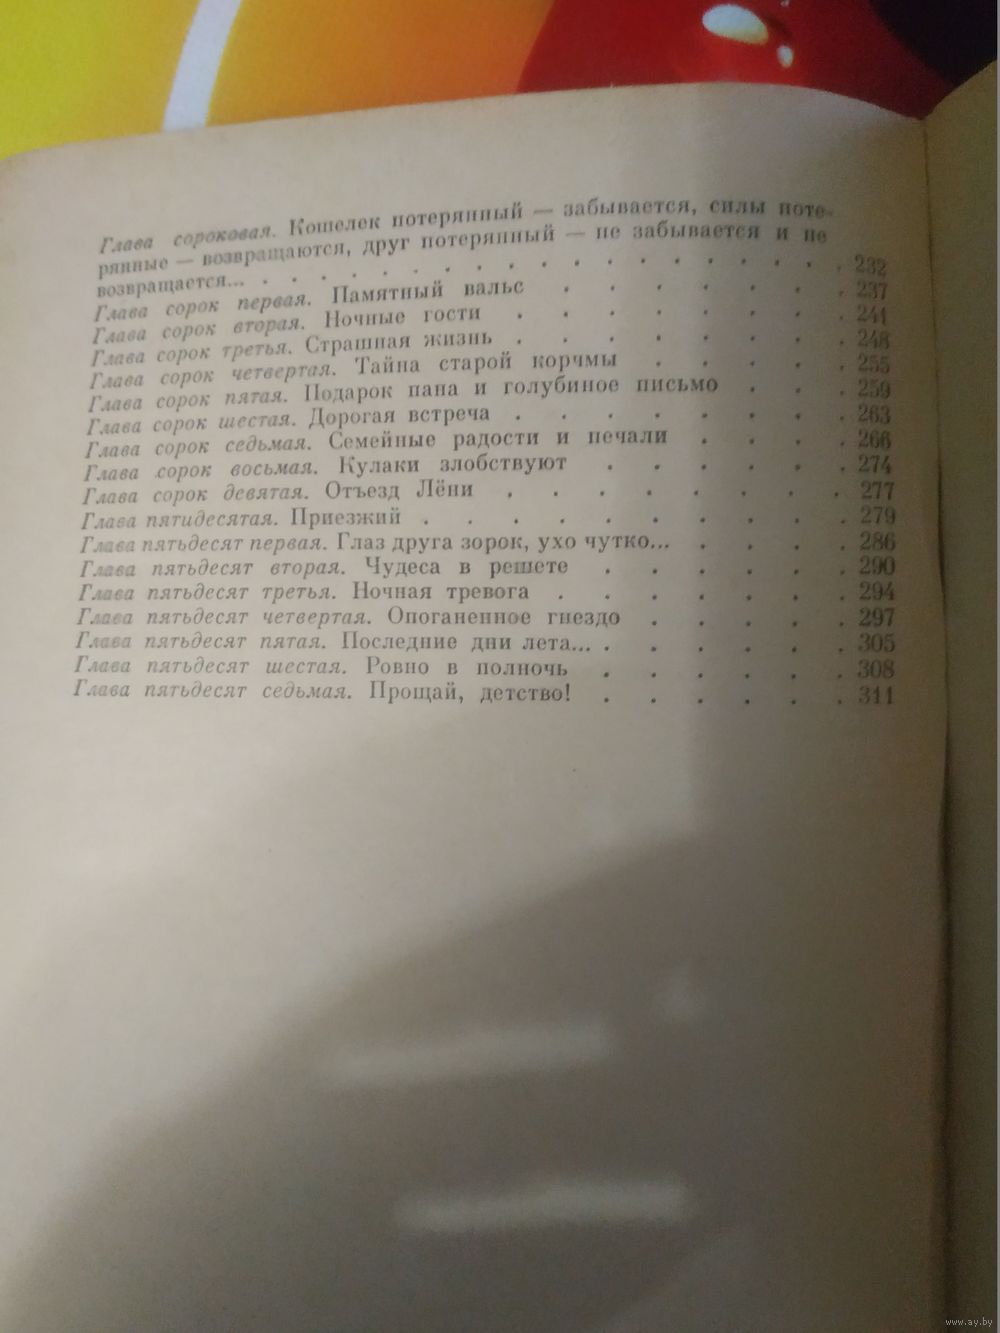 Глава сороковая. Кошелек потерянный — забывается, силы поте-
рянные — возвращаются, друг потерянный — не забывается и не
возвращается... . . . . . . . . . . . . . . 232
Глава сорок первая. Памятный вальс . . . . . . . 237
Глава сорок вторая. Ночные гости . . . . . . . . 241
Глава сорок третья. Страшная жизнь . . . . . . . . 248
Глава сорок четвертая. Тайна старой корчмы . . . . . 255
Глава сорок пятая. Подарок пана и голубиное письмо . . . 259
Глава сорок шестая. Дорогая встреча . . . . . . . . 263
Глава сорок седьмая. Семейные радости и печали . . . . 266
Глава сорок восьмая. Кулаки злобствуют . . . . . . 274
Глава сорок девятая. Отъезд Лёни . . . . . . . . 277
Глава пятидесятая. Приезжий . . . . . . . . . . 279
Глава пятьдесят первая. Глаз друга зорок, ухо чутко... . . . . 286
Глава пятьдесят вторая. Чудеса в решете . . . . . . 290
Глава пятьдесят третья. Ночная тревога . . . . . . . 294
Глава пятьдесят четвертая. Опоганенное гнездо . . . . . 297
Глава пятьдесят пятая. Последние дни лета... . . . . . . 305
Глава пятьдесят шестая. Ровно в полночь . . . . . . 308
Глава пятьдесят седьмая. Прощай, детство! . . . . . . 311
www.ay.by